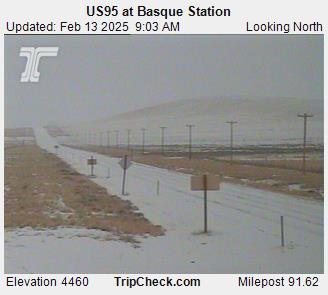 US95 at Basque Station
Updated: Feb 13 2025 9:03 AM Looking North
Elevation 4460 TripCheck.com Milepost 91.62